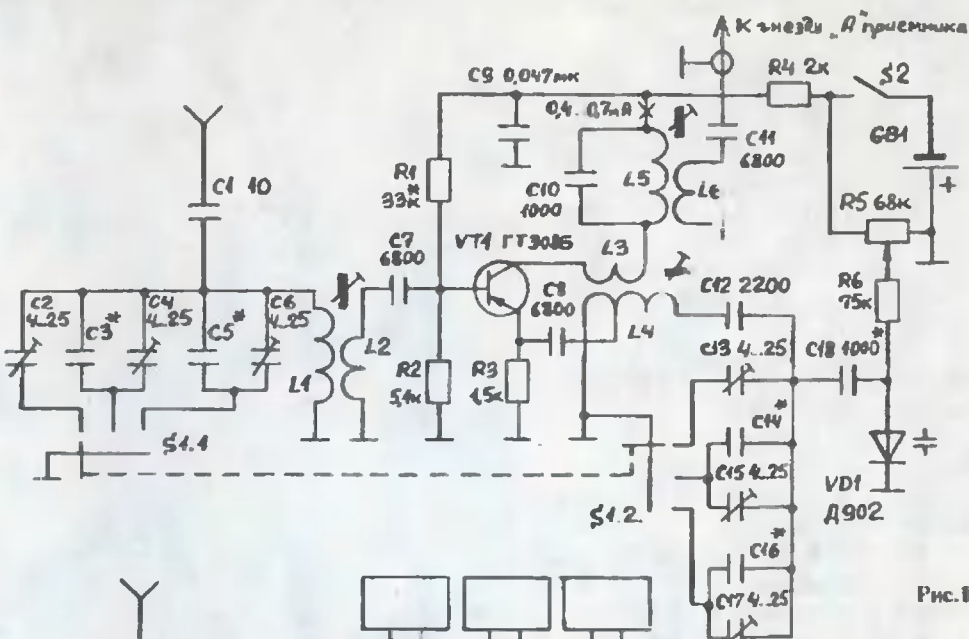 К гнезду „А" приемника
C9 0,047мк
R4 2к
S2
0,4...0,7мА
GB1
+
C1 10
R1
33к*
C10
1000
L5
L6
C11
6800
R5 68к
VT1 ГТ308Б
C7
6800
L3
C8
6800
C12 2200
R6
75к
C2
4...25
C3*
C4
4...25
C5*
C6
4...25
L1
L2
R2
5,1к
R3
1,5к
L4
C13 4...25
C18 1000*
C14*
C15 4...25
S1.1
S1.2
VD1
Д902
C16*
C17 4...25
Рис.1